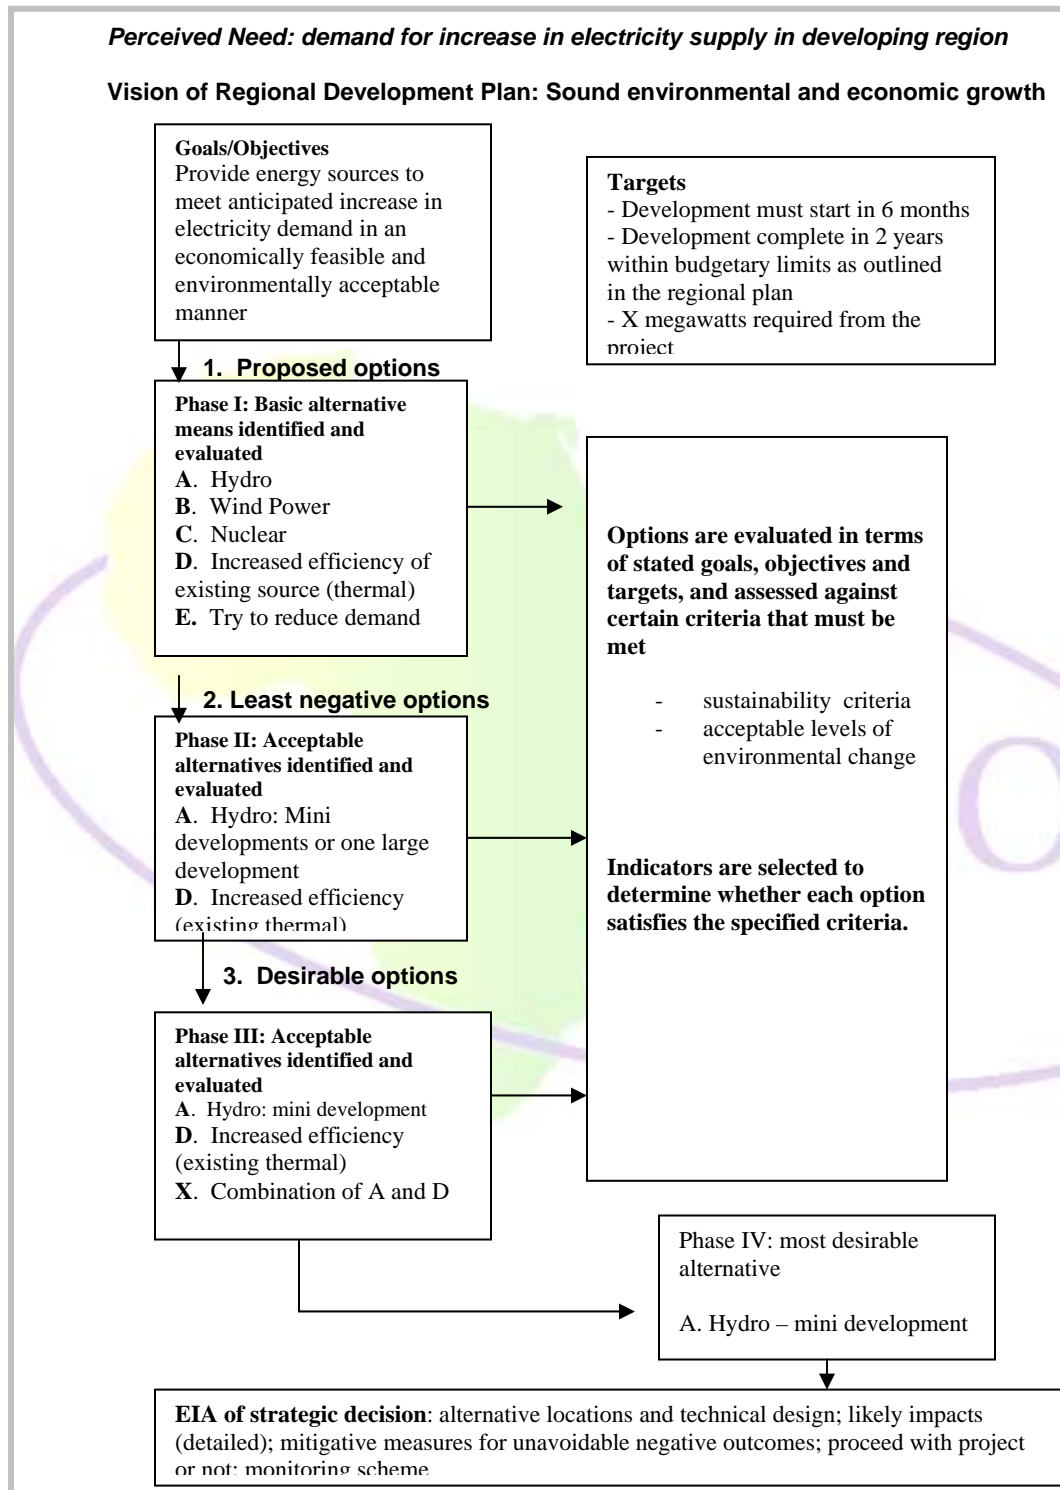 Perceived Need: demand for increase in electricity supply in developing region
Vision of Regional Development Plan: Sound environmental and economic growth
Goals/Objectives
Provide energy sources to
meet anticipated increase in
electricity demand in an
economically feasible and
environmentally acceptable
manner
Targets
- Development must start in 6 months
- Development complete in 2 years
within budgetary limits as outlined
in the regional plan
- X megawatts required from the
project
1. Proposed options
Phase I: Basic alternative
means identified and
evaluated
A. Hydro
B. Wind Power
C. Nuclear
D. Increased efficiency of
existing source (thermal)
E. Try to reduce demand
Options are evaluated in terms
of stated goals, objectives and
targets, and assessed against
certain criteria that must be
met
- sustainability criteria
- acceptable levels of
environmental change
Indicators are selected to
determine whether each option
satisfies the specified criteria.
2. Least negative options
Phase II: Acceptable
alternatives identified and
evaluated
A. Hydro: Mini
developments or one large
development
D. Increased efficiency
(existing thermal)
3. Desirable options
Phase III: Acceptable
alternatives identified and
evaluated
A. Hydro: mini development
D. Increased efficiency
(existing thermal)
X. Combination of A and D
Phase IV: most desirable
alternative
A. Hydro – mini development
EIA of strategic decision: alternative locations and technical design; likely impacts
(detailed); mitigative measures for unavoidable negative outcomes; proceed with project
or not; monitoring scheme